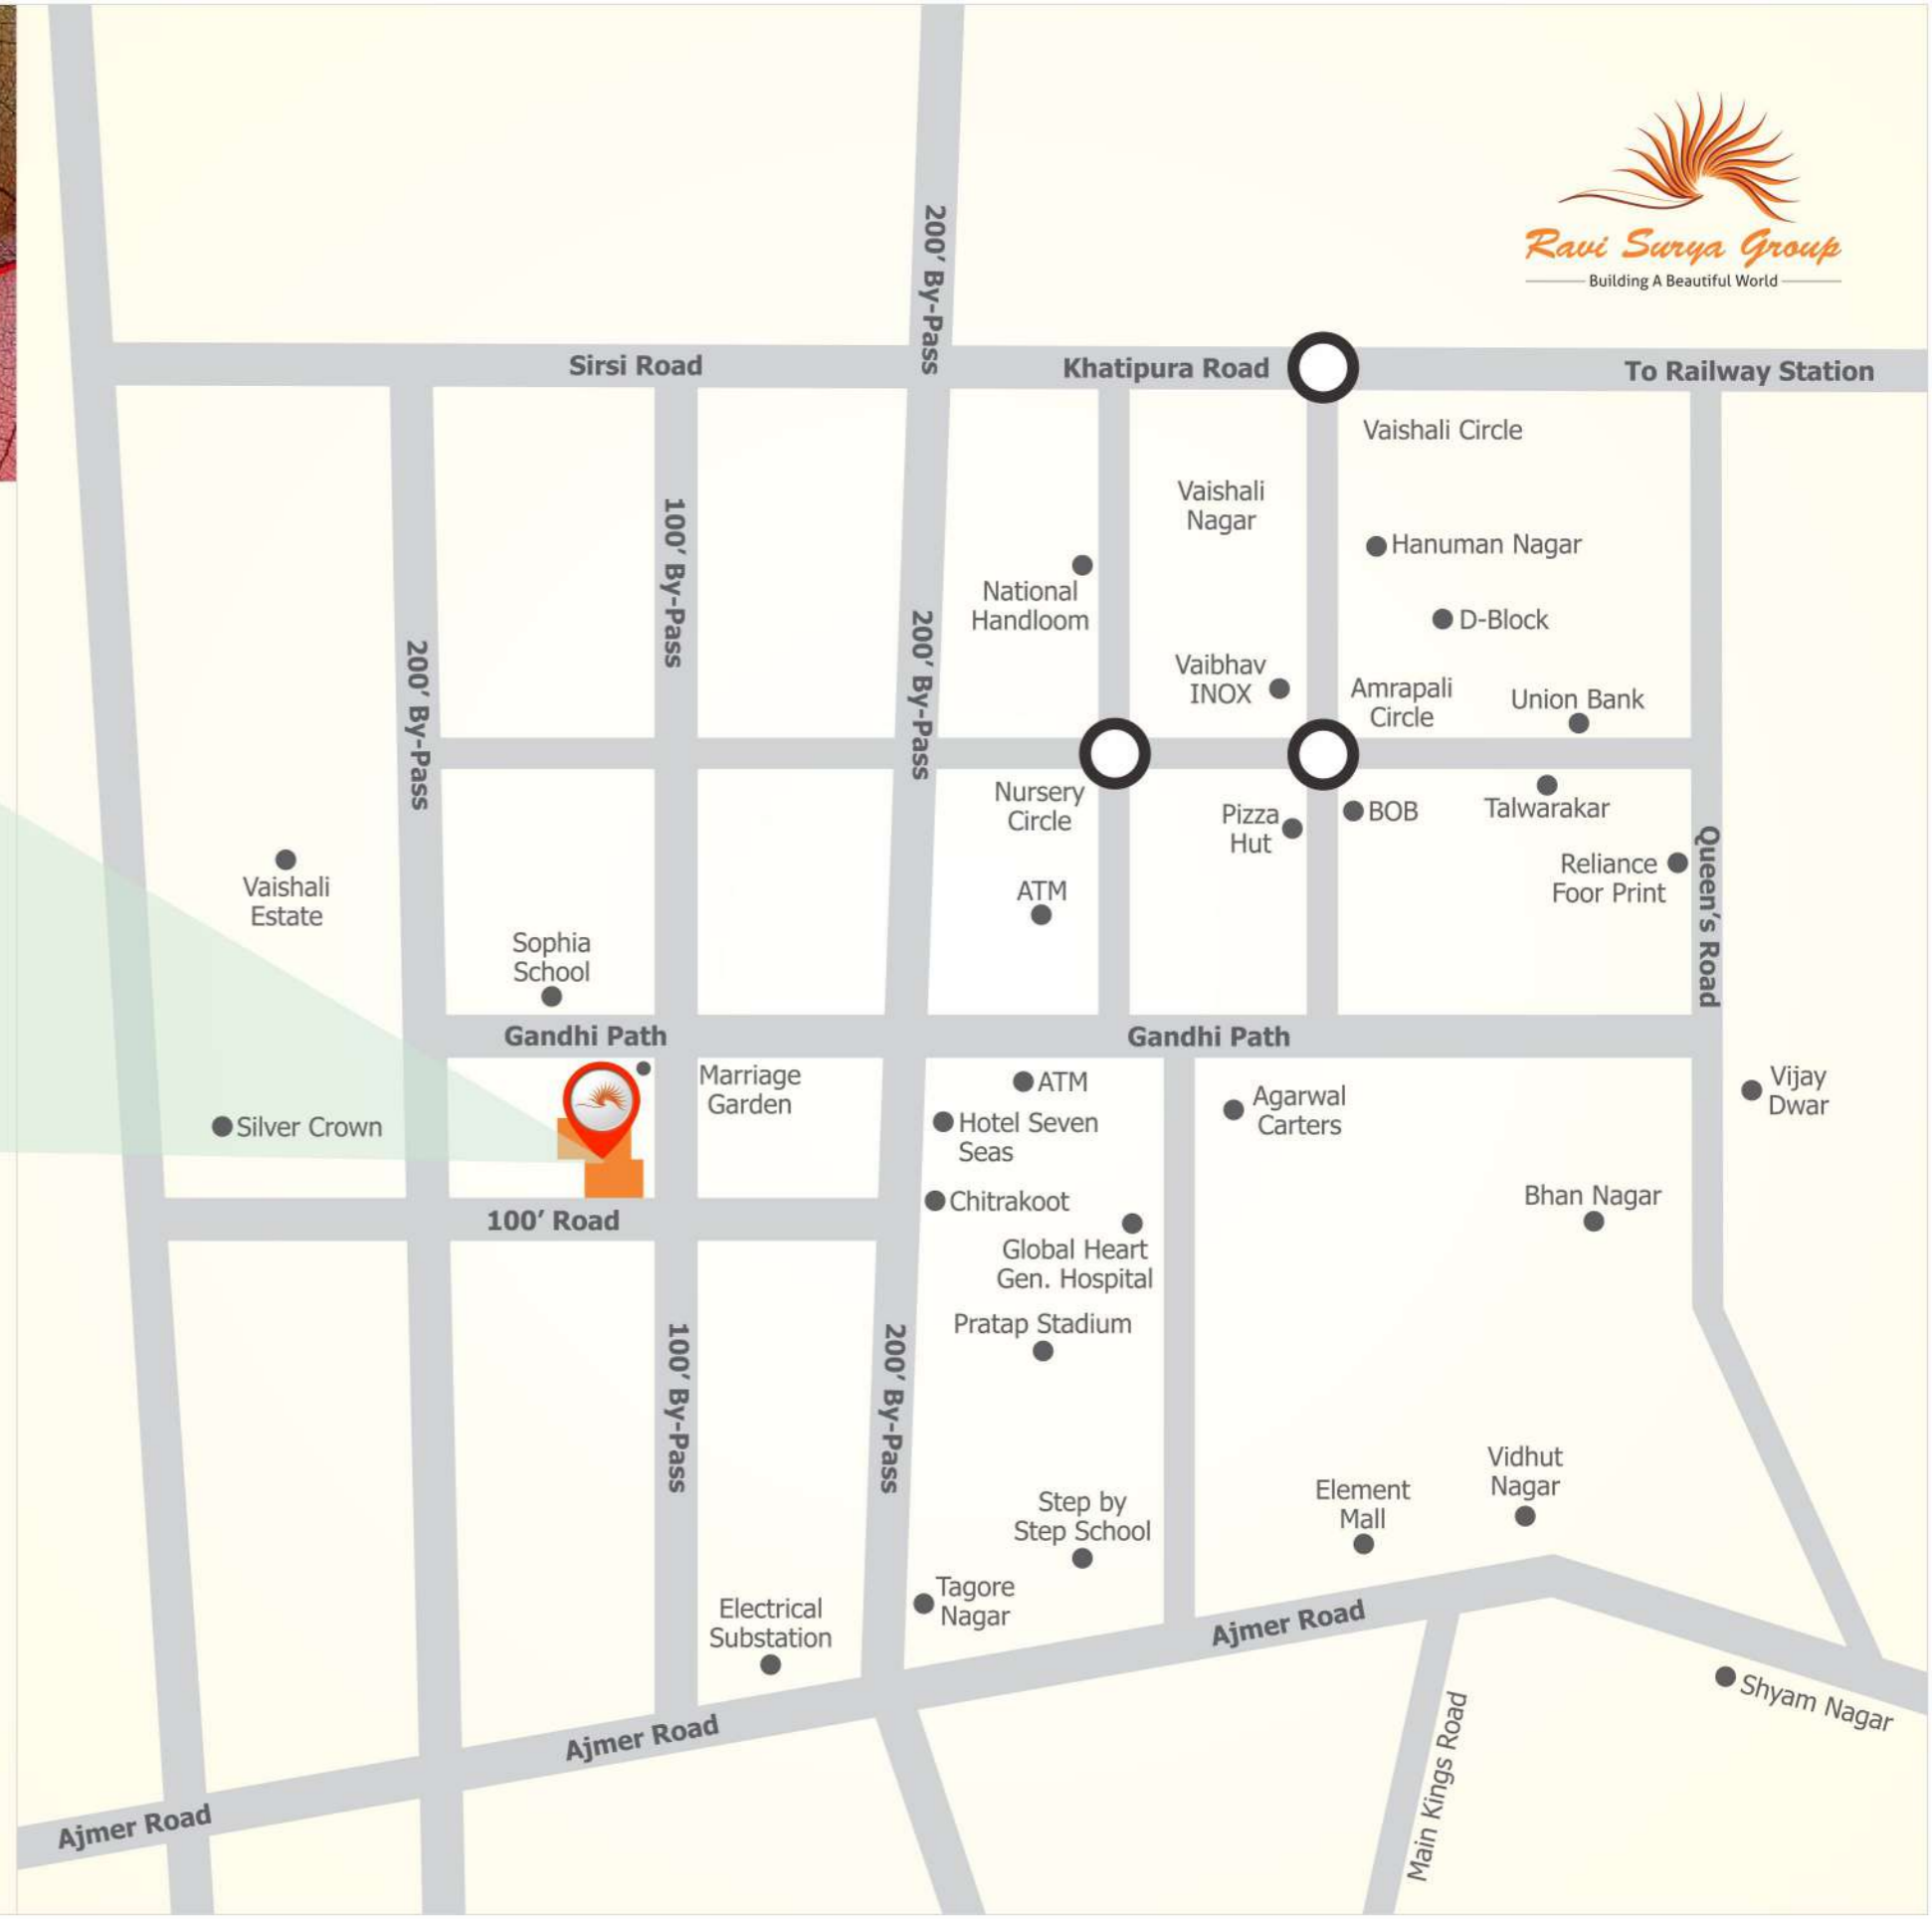 Ravi Surya Group
Building A Beautiful World
200' By-Pass
Sirsi Road
Khatipura Road
To Railway Station
Vaishali Circle
Vaishali
Nagar
100' By-Pass
Hanuman Nagar
National
Handloom
D-Block
200' By-Pass
200' By-Pass
Vaibhav
INOX
Amrapali
Circle
Union Bank
Nursery
Circle
Pizza
Hut
BOB
Talwarakar
Queen's Road
Reliance
Foor Print
Vaishali
Estate
ATM
Sophia
School
Gandhi Path
Gandhi Path
Marriage
Garden
ATM
Agarwal
Carters
Vijay
Dwar
Silver Crown
Hotel Seven
Seas
Chitrakoot
Bhan Nagar
100' Road
Global Heart
Gen. Hospital
Pratap Stadium
100' By-Pass
200' By-Pass
Vidhut
Nagar
Element
Mall
Step by
Step School
Tagore
Nagar
Electrical
Substation
Ajmer Road
Shyam Nagar
Main Kings Road
Ajmer Road
Ajmer Road